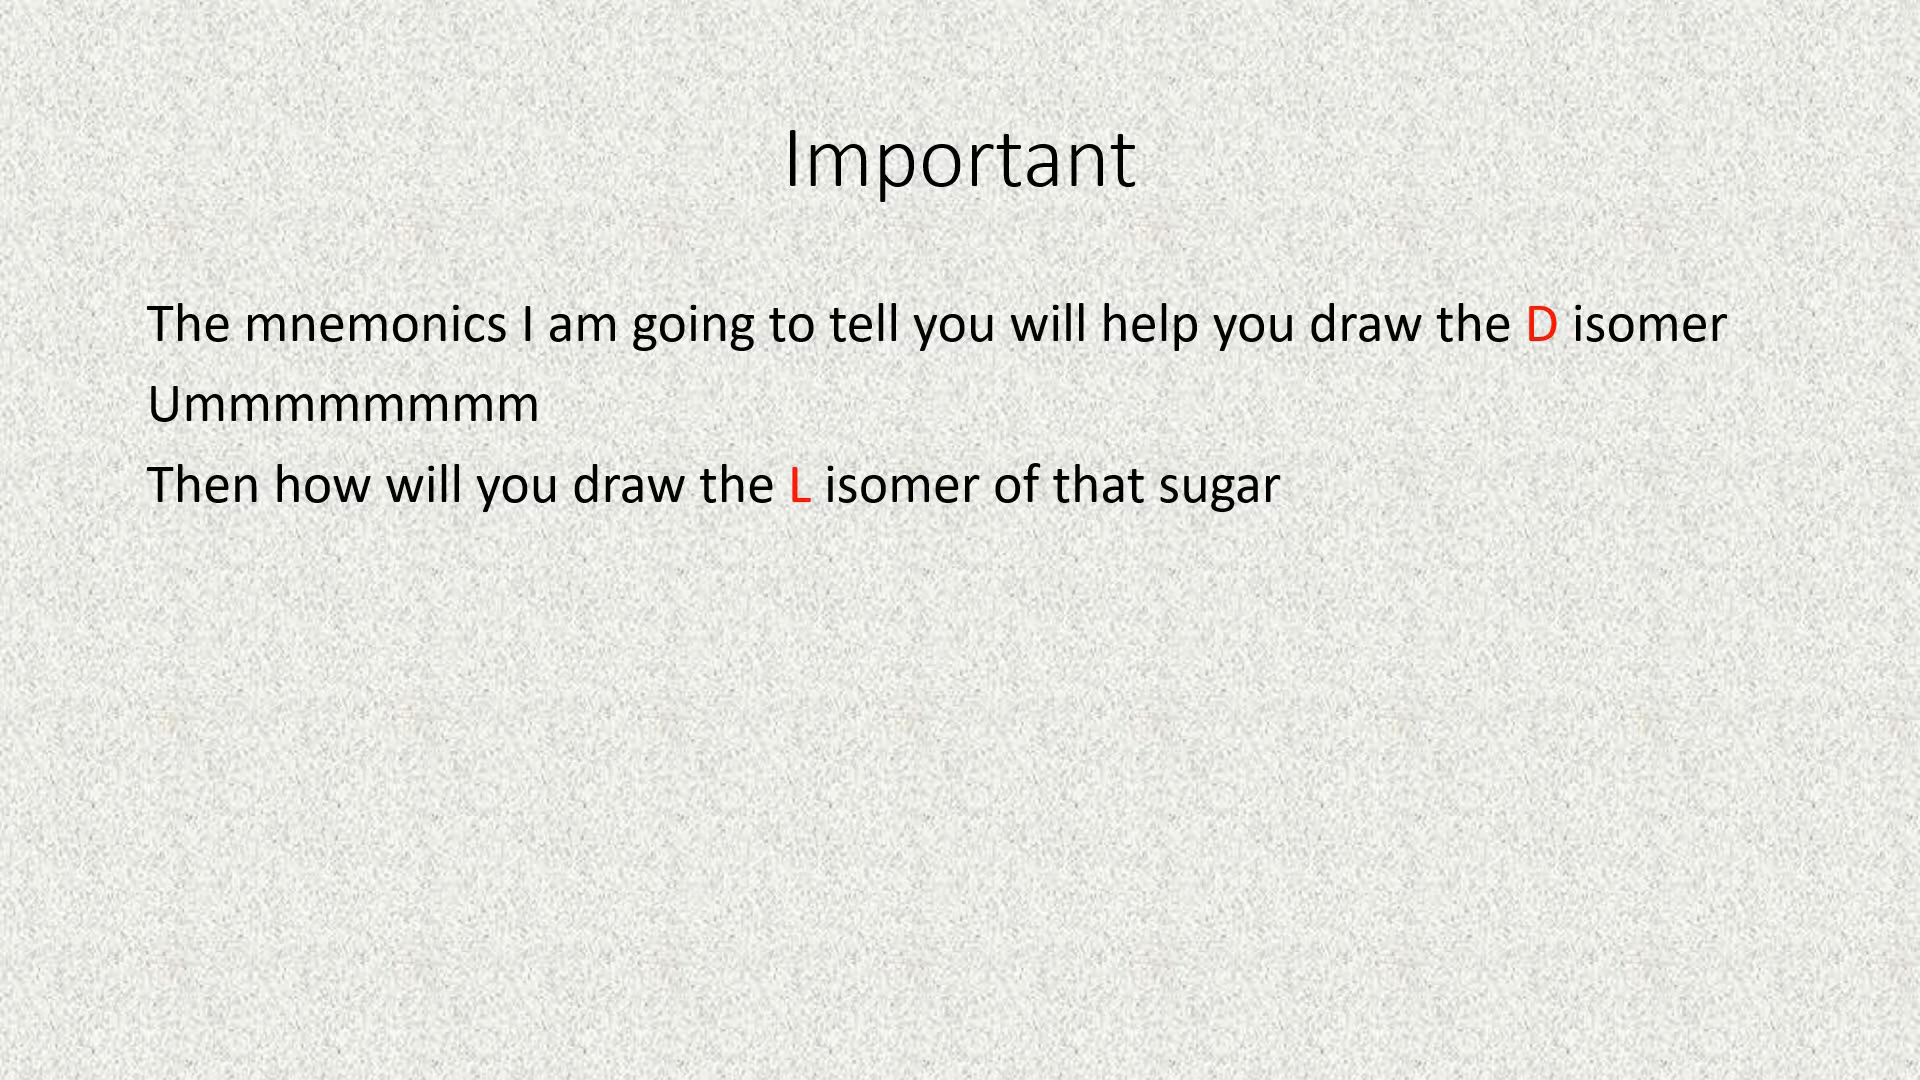 Important
The mnemonics I am going to tell you will help you draw the D isomer
Ummmmmmmm
Then how will you draw the L isomer of that sugar